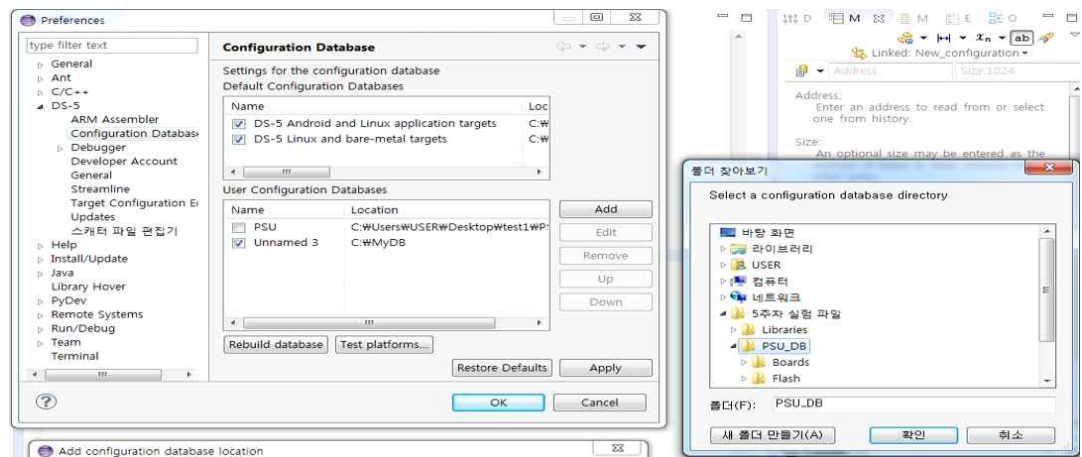 Preferences
type filter text
General
Ant
C/C++
DS-5
ARM Assembler
Configuration Databas
Debugger
Developer Account
General
Streamline
Target Configuration E
Updates
스캐터 파일 편집기
Help
Install/Update
Java
Library Hover
PyDev
Remote Systems
Run/Debug
Team
Terminal
Configuration Database
Settings for the configuration database
Default Configuration Databases
Name Loc
DS-5 Android and Linux application targets C:₩
DS-5 Linux and bare-metal targets C:₩
User Configuration Databases
Name Location
PSU C:₩Users₩USER₩Desktop₩test1₩P
Unnamed 3 C:₩MyDB
Add
Edit
Remove
Up
Down
Rebuild database Test platforms...
Restore Defaults Apply
OK Cancel
Add configuration database location
D M M E O
ab
Linked: New_configuration
Address Size:1024
Address:
Enter an address to read from or select
one from history.
Size:
An optional size may be entered as the
폴더 찾아보기
Select a configuration database directory
바탕 화면
라이브러리
USER
컴퓨터
네트워크
5주차 실험 파일
Libraries
PSU_DB
Boards
Flash
폴더(F): PSU_DB
새 폴더 만들기(A) 확인 취소